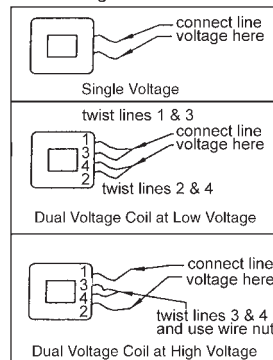 connect line
voltage here
Single Voltage
twist lines 1 & 3
connect line
voltage here
1
3
4
2
twist lines 2 & 4
Dual Voltage Coil at Low Voltage
connect line
voltage here
1
3
4
2
twist lines 3 & 4
and use wire nut
Dual Voltage Coil at High Voltage